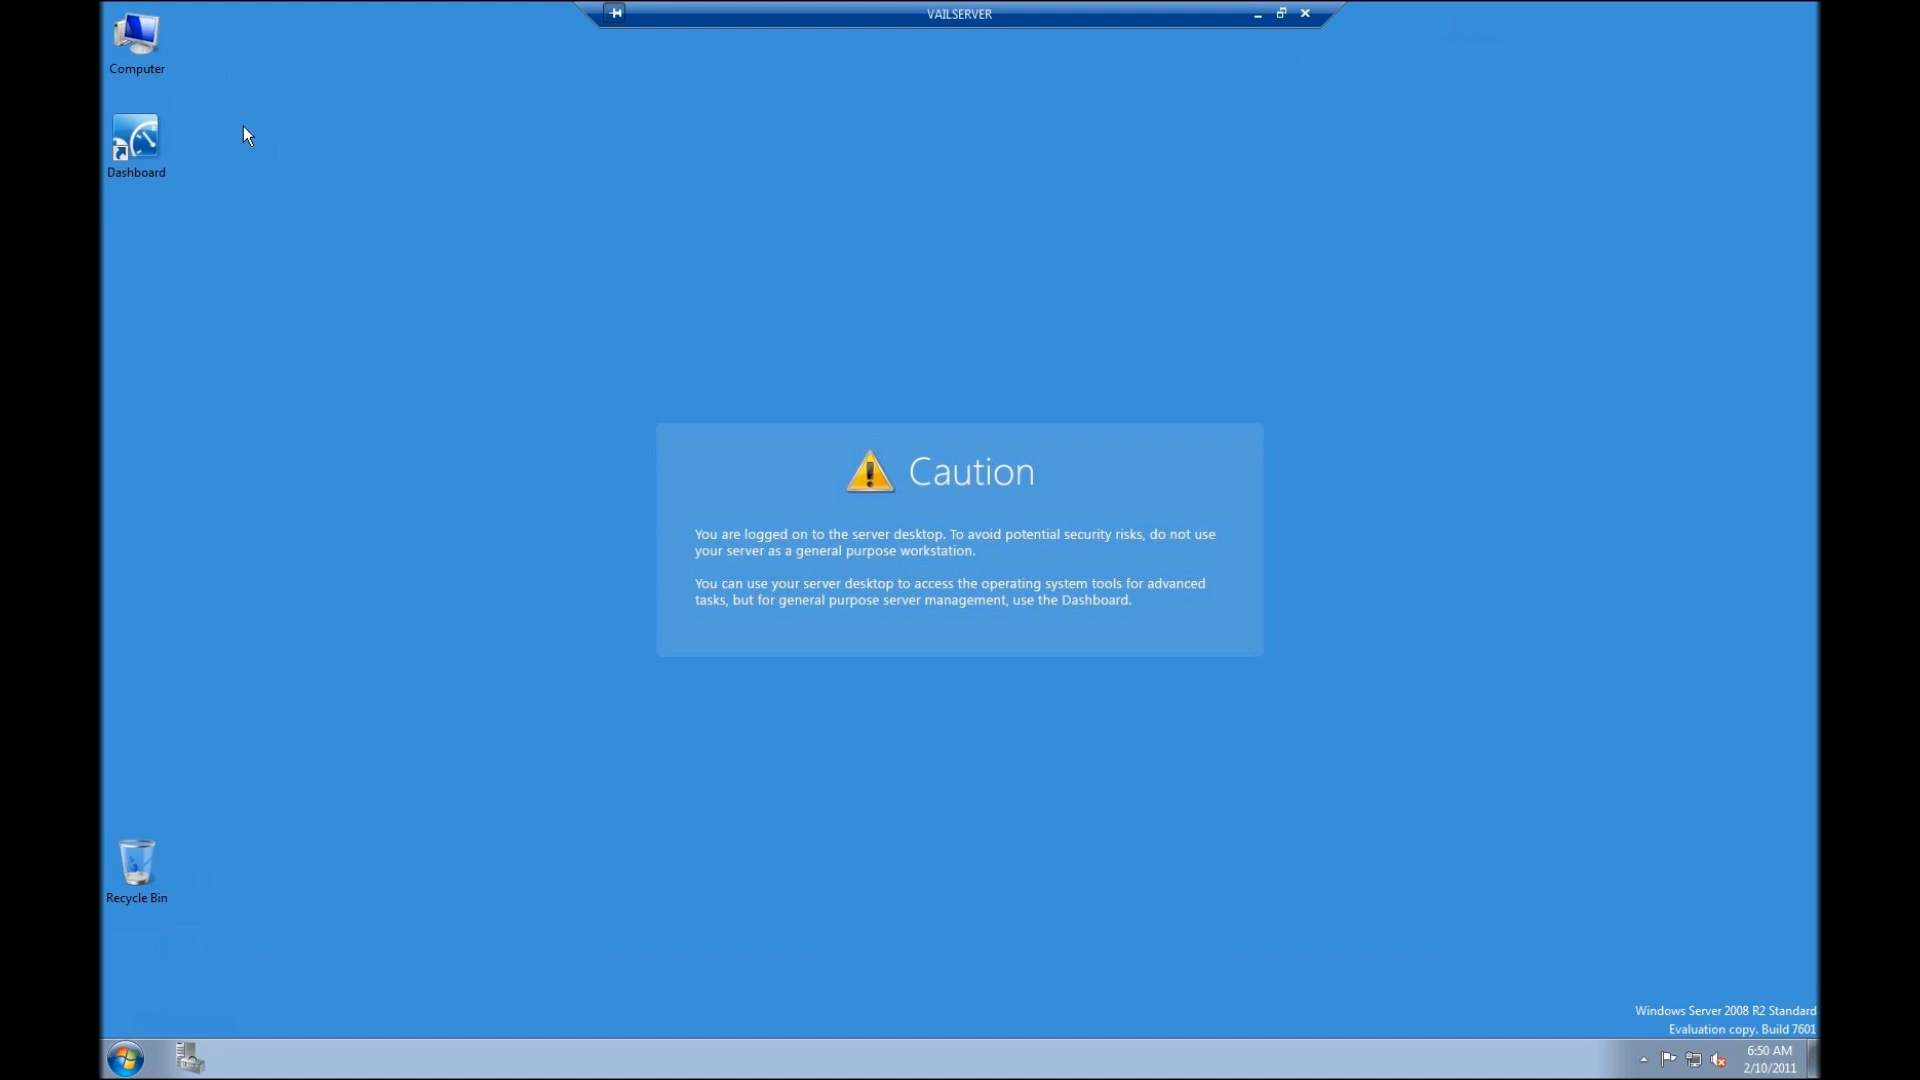 VAILSERVER
Computer
Dashboard
Caution
You are logged on to the server desktop. To avoid potential security risks, do not use
your server as a general purpose workstation.
You can use your server desktop to access the operating system tools for advanced
tasks, but for general purpose server management, use the Dashboard.
Recycle Bin
Windows Server 2008 R2 Standard
Evaluation copy. Build 7601
6:50 AM
2/10/2011